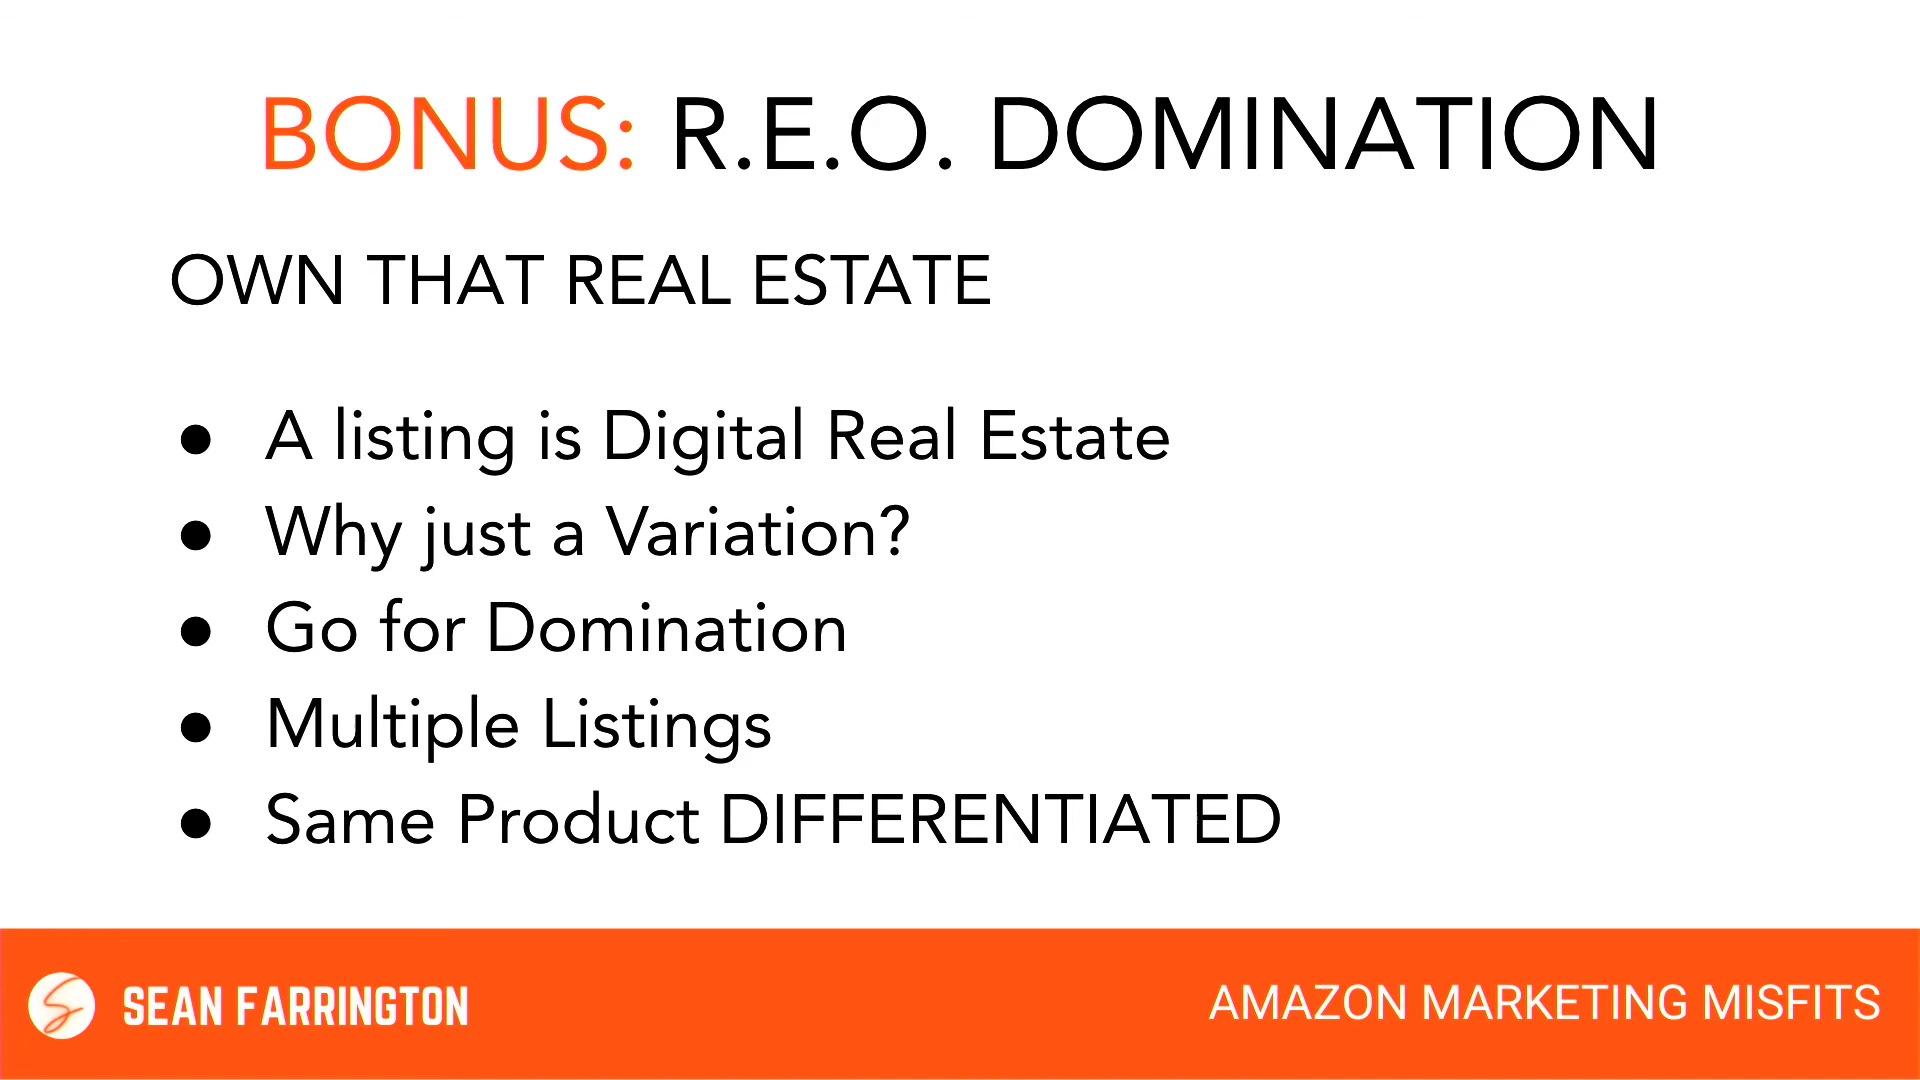 BONUS: R.E.O. DOMINATION
OWN THAT REAL ESTATE
● A listing is Digital Real Estate
● Why just a Variation?
● Go for Domination
● Multiple Listings
● Same Product DIFFERENTIATED
SEAN FARRINGTON
AMAZON MARKETING MISFITS